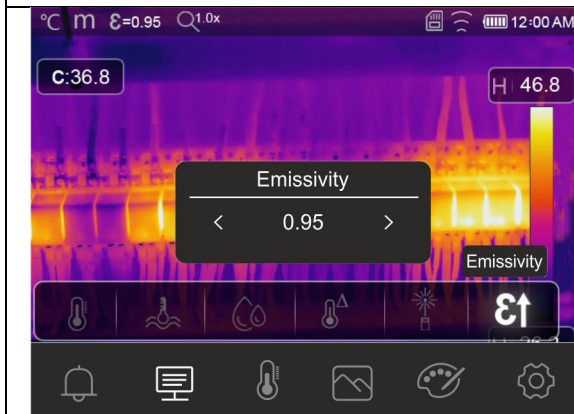 °C m ε=0.95 1.0x 12:00 AM
C:36.8
H 46.8
Emissivity
< 0.95 >
Emissivity
ε↑